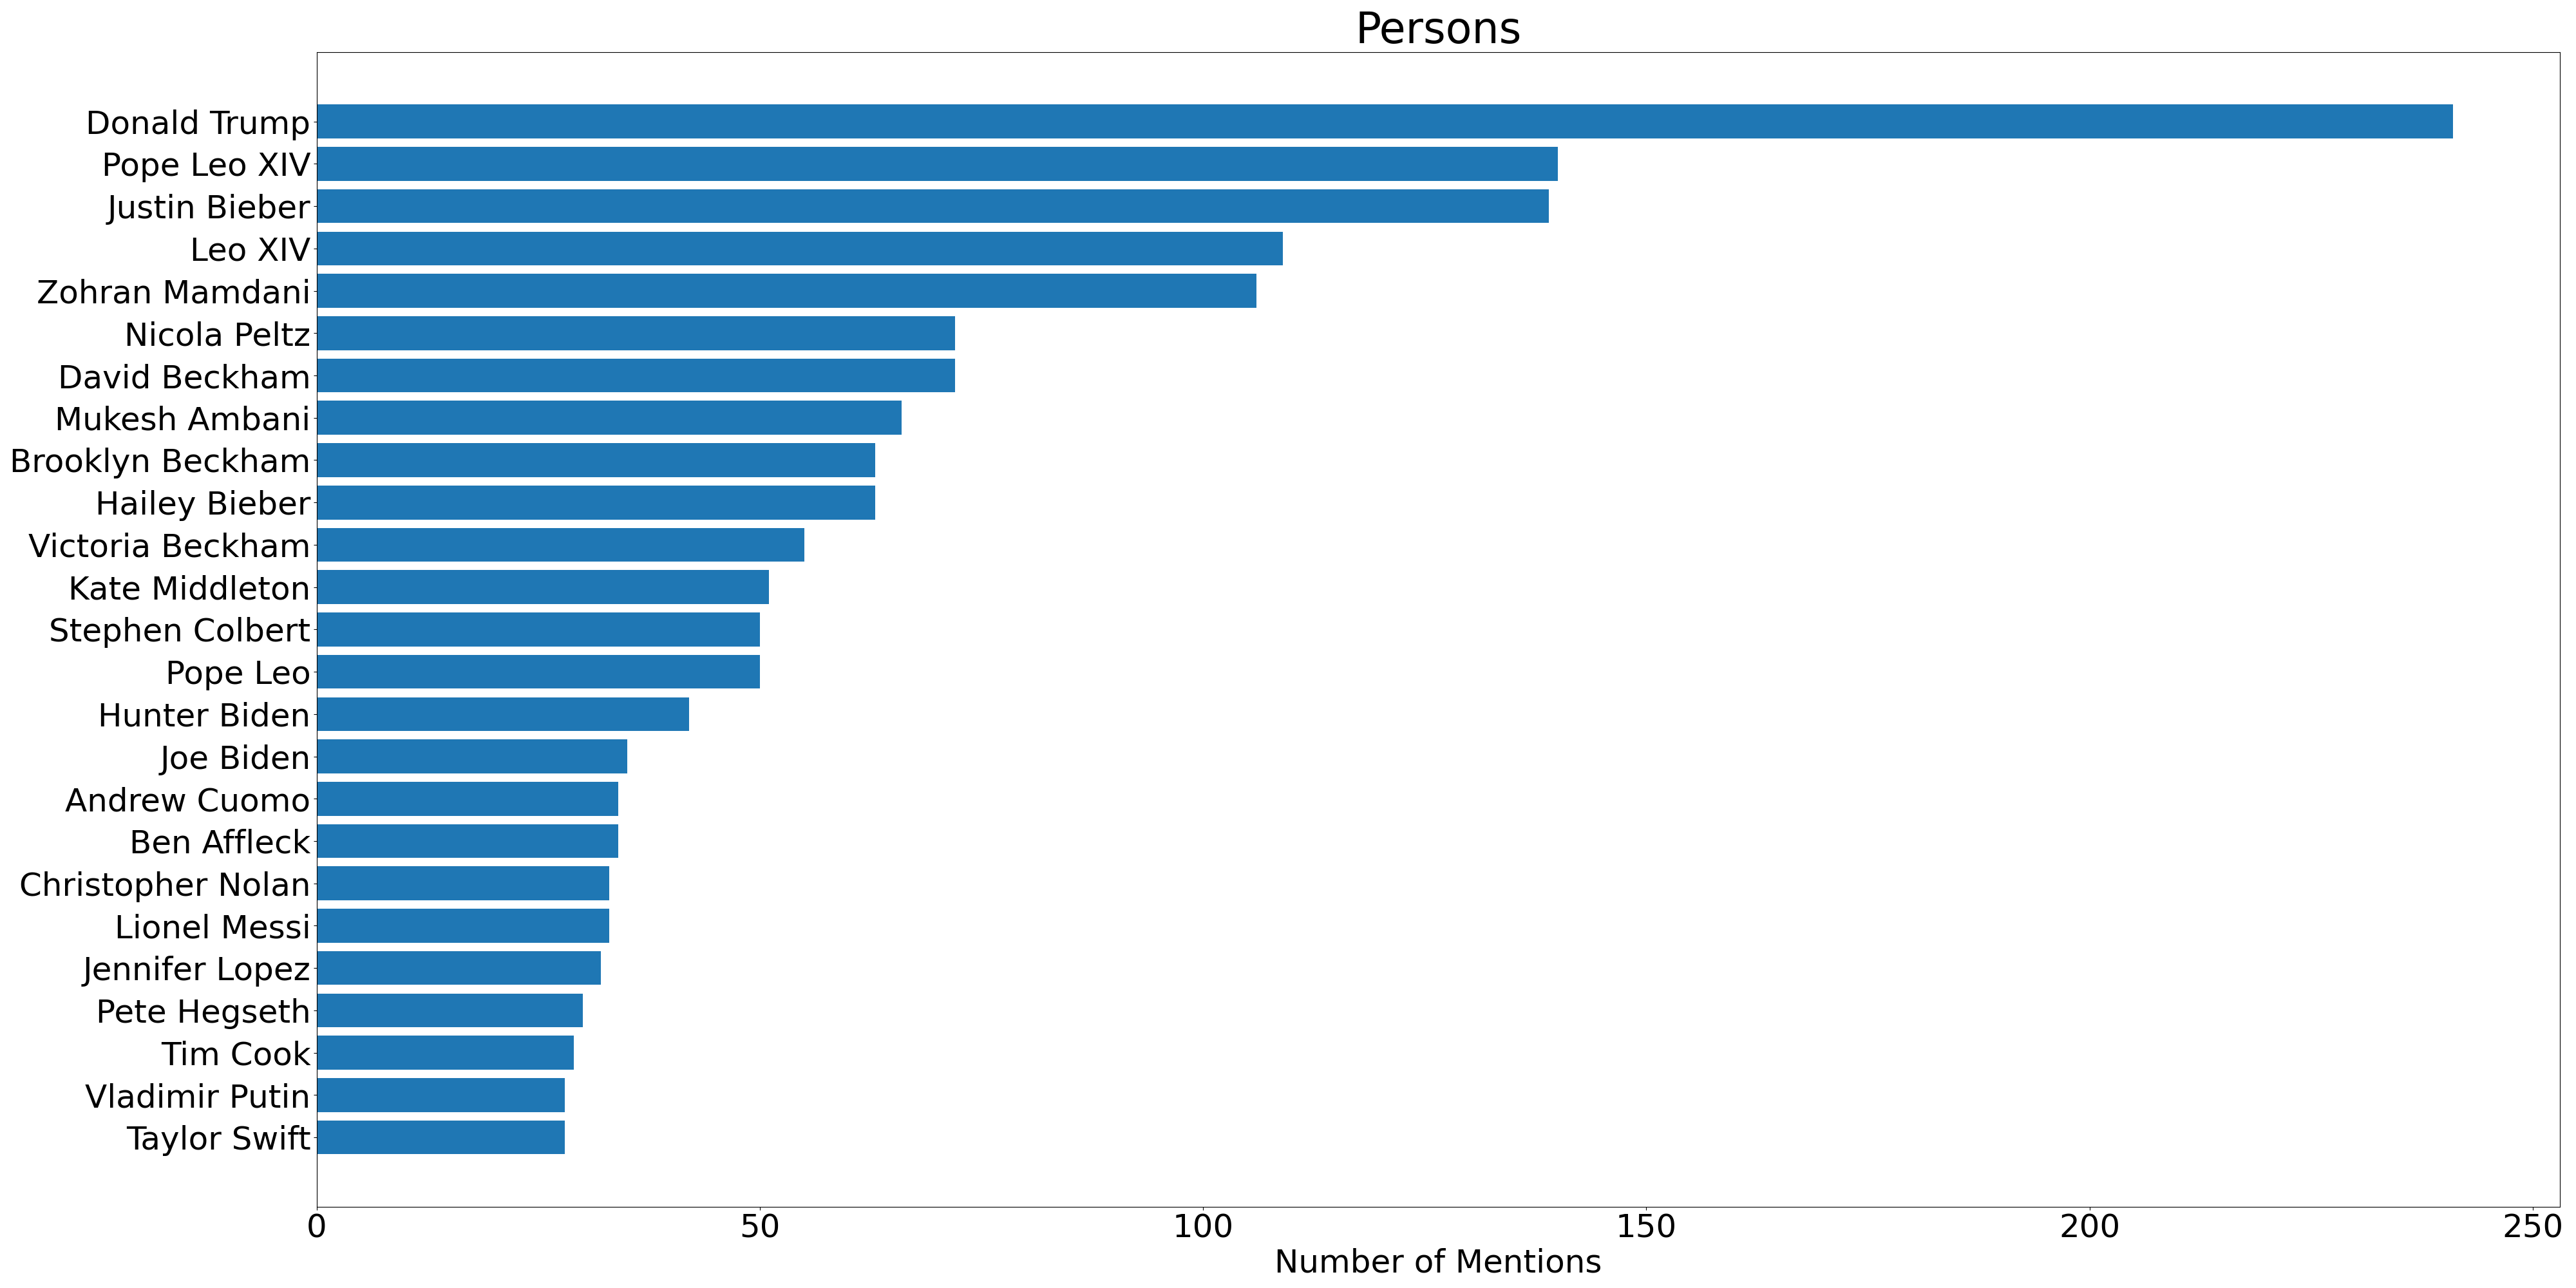 Persons
Donald Trump
Pope Leo XIV
Justin Bieber
Leo XIV
Zohran Mamdani
Nicola Peltz
David Beckham
Mukesh Ambani
Brooklyn Beckham
Hailey Bieber
Victoria Beckham
Kate Middleton
Stephen Colbert
Pope Leo
Hunter Biden
Joe Biden
Andrew Cuomo
Ben Affleck
Christopher Nolan
Lionel Messi
Jennifer Lopez
Pete Hegseth
Tim Cook
Vladimir Putin
Taylor Swift
0 50 100 150 200 250
Number of Mentions